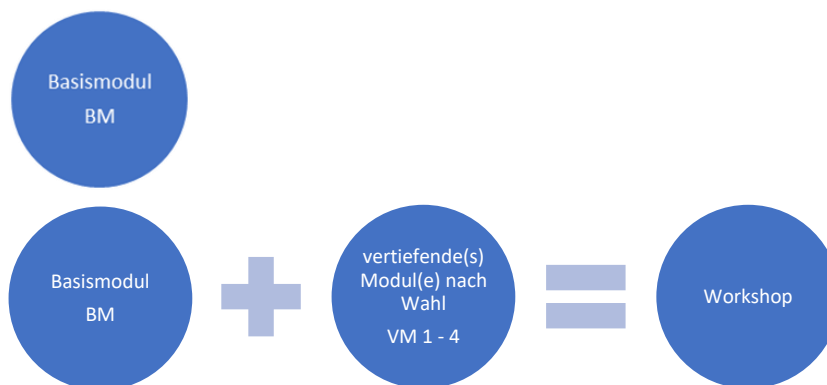 Basismodul
BM
Basismodul
BM
vertiefende(s)
Modul(e) nach
Wahl
VM 1 - 4
Workshop